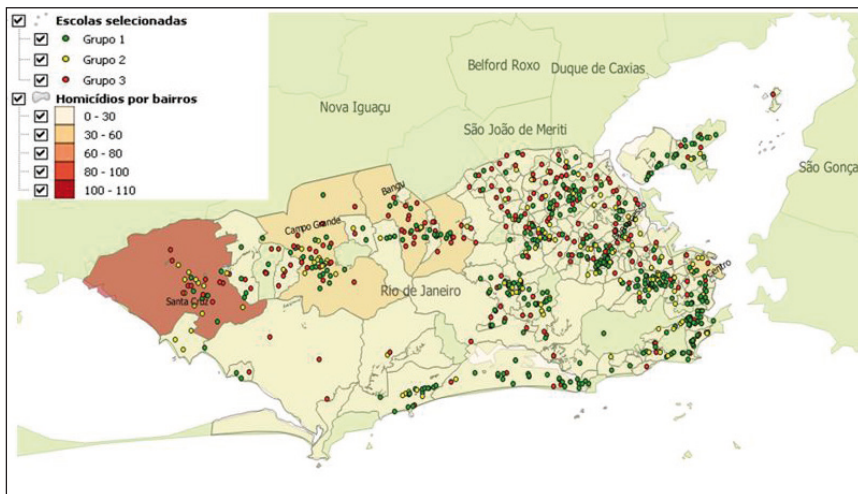 Escolas selecionadas
Grupo 1
Grupo 2
Grupo 3
Homicídios por bairros
0 - 30
30 - 60
60 - 80
80 - 100
100 - 110
Belford Roxo
Duque de Caxias
Nova Iguaçu
São João de Meriti
São Gonça
Bangu
Campo Grande
Centro
Rio de Janeiro
Santa Cruz